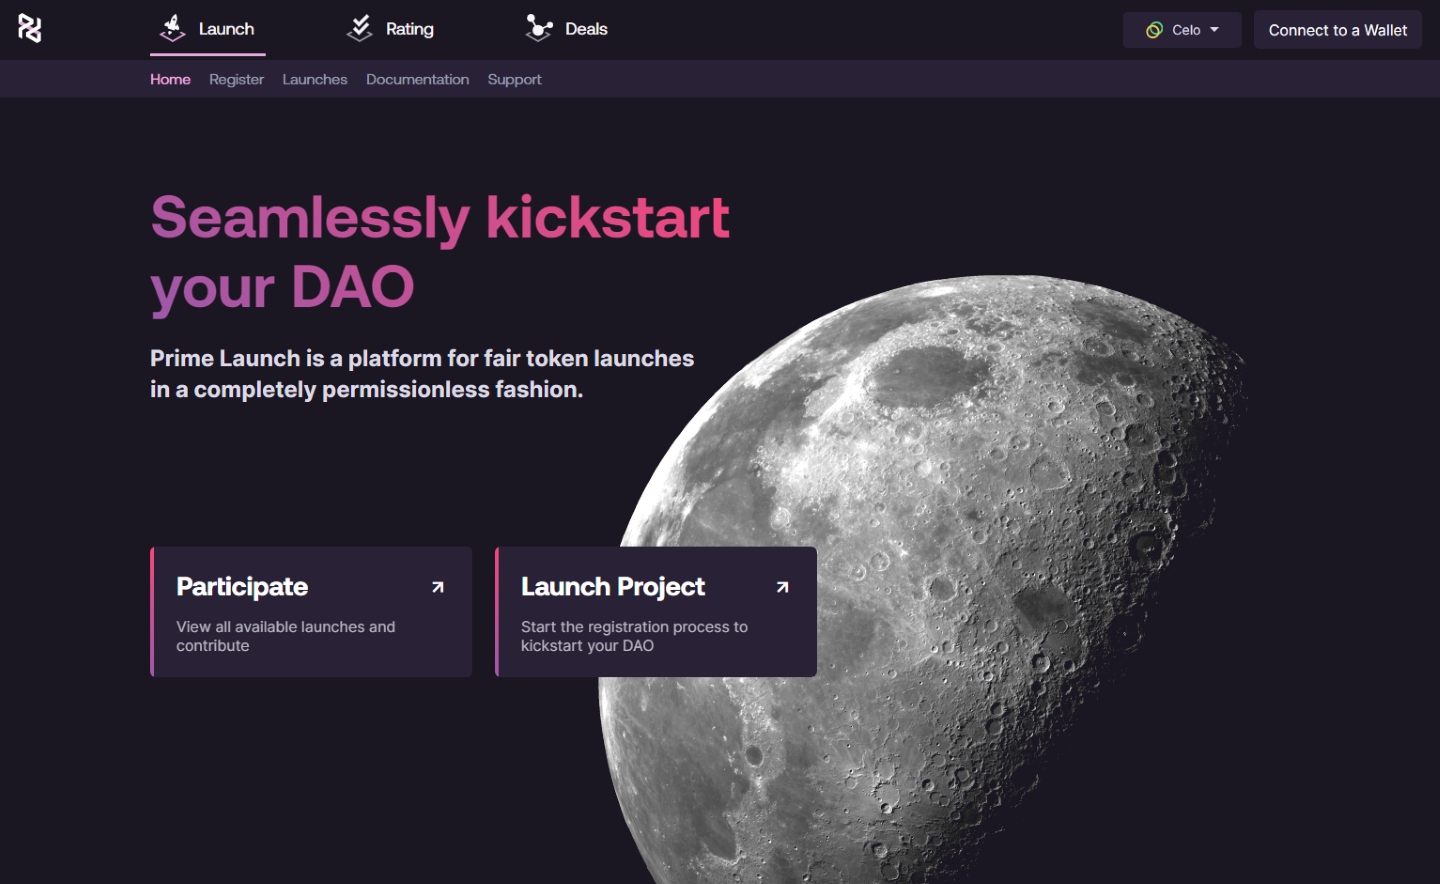 Launch
Rating
Deals
Celo
Connect to a Wallet
Home
Register
Launches
Documentation
Support
Seamlessly kickstart
your DAO
Prime Launch is a platform for fair token launches
in a completely permissionless fashion.
Participate
View all available launches and
contribute
Launch Project
Start the registration process to
kickstart your DAO